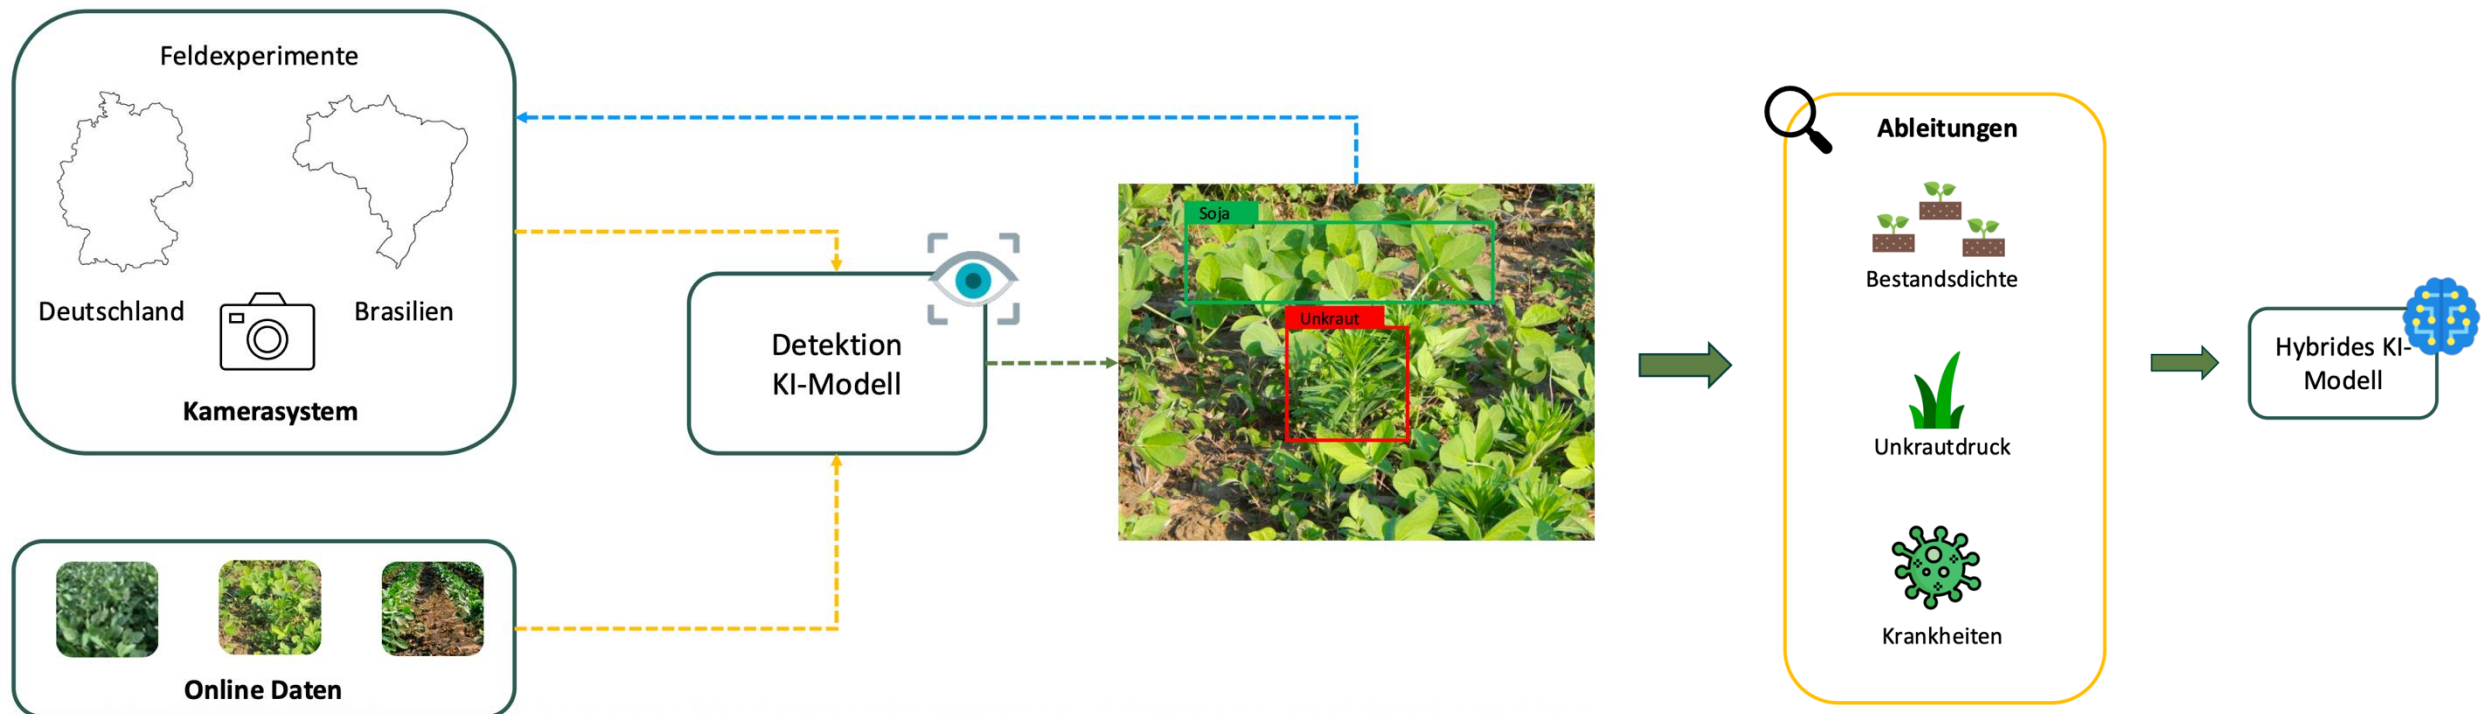 Feldexperimente
Deutschland
Brasilien
Kamerasystem
Online Daten
Detektion
KI-Modell
Soja
Unkraut
Ableitungen
Bestandsdichte
Unkrautdruck
Krankheiten
Hybrides KI-
Modell